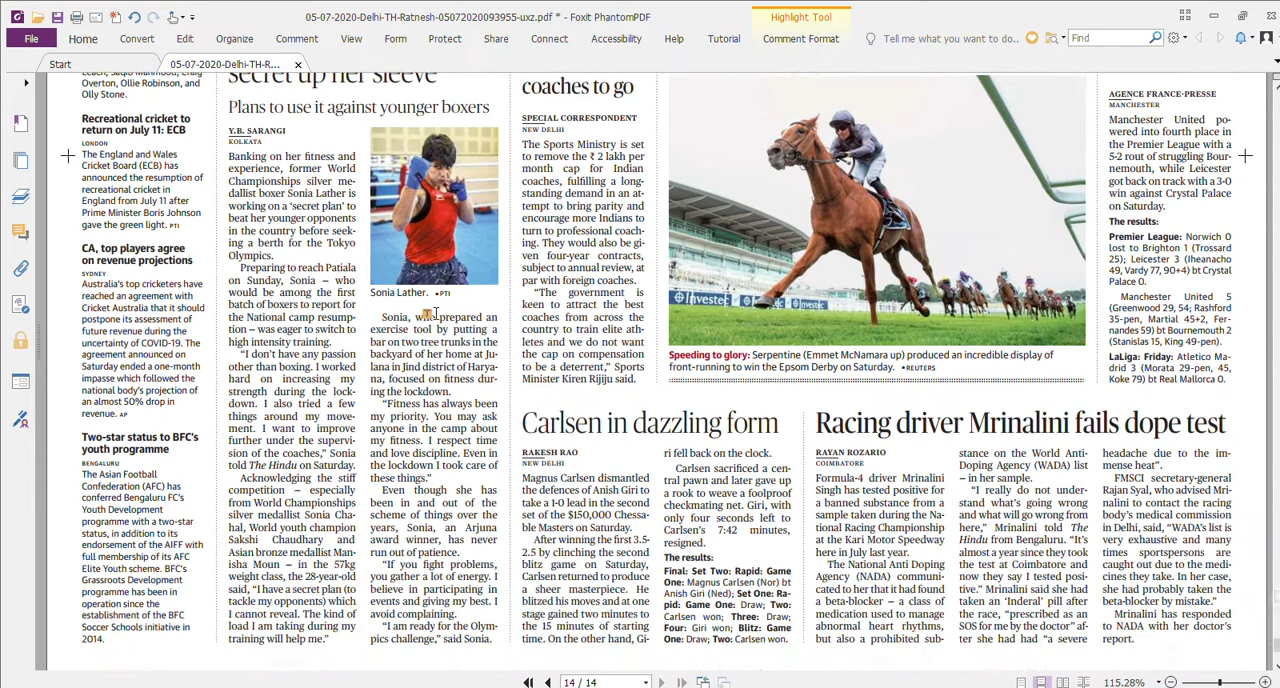 05-07-2020-Delhi-TH-Ratnesh-05072020093955-uxz.pdf * - Foxit PhantomPDF
Highlight Tool
File
Home
Convert
Edit
Organize
Comment
View
Form
Protect
Share
Connect
Accessibility
Help
Tutorial
Comment Format
Tell me what you want to do..
Find
Start
05-07-2020-Delhi-TH-R...
Overton, Ollie Robinson, and
Olly Stone.
Recreational cricket to
return on July 11: ECB
LONDON
The England and Wales
Cricket Board (ECB) has
announced the resumption of
recreational cricket in
England from July 11 after
Prime Minister Boris Johnson
gave the green light. PTI
CA, top players agree
on revenue projections
SYDNEY
Australia's top cricketers have
reached an agreement with
Cricket Australia that it should
postpone its assessment of
future revenue during the
uncertainty of COVID-19. The
agreement announced on
Saturday ended a one-month
impasse which followed the
national body's projection of
an almost 50% drop in
revenue. AP
Two-star status to BFC's
youth programme
BENGALURU
The Asian Football
Confederation (AFC) has
conferred Bengaluru FC's
Youth Development
programme with a two-star
status, in addition to its
endorsement of the AIFF with
full membership of its AFC
Elite Youth scheme. BFC's
Grassroots Development
programme has been in
operation since the
establishment of the BFC
Soccer Schools initiative in
2014.
secret up her sleeve
Plans to use it against younger boxers
Y.B. SARANGI
KOLKATA
Banking on her fitness and
experience, former World
Championships silver me-
dallist boxer Sonia Lather is
working on a 'secret plan' to
beat her younger opponents
in the country before seek-
ing a berth for the Tokyo
Olympics.
Preparing to reach Patiala
on Sunday, Sonia – who
would be among the first
batch of boxers to report for
the National camp resump-
tion – was eager to switch to
high intensity training.
"I don't have any passion
other than boxing. I worked
hard on increasing my
strength during the lock-
down. I also tried a few
things around my move-
ment. I want to improve
further under the supervi-
sion of the coaches," Sonia
told The Hindu on Saturday.
Acknowledging the stiff
competition – especially
from World Championships
silver medallist Sonia Cha-
hal, World youth champion
Sakshi Chaudhary and
Asian bronze medallist Man-
isha Moun – in the 57kg
weight class, the 28-year-old
said, "I have a secret plan (to
tackle my opponents) which
I cannot reveal. The kind of
load I am taking during my
training will help me."
Sonia Lather. • PTI
Sonia, who prepared an
exercise tool by putting a
bar on two tree trunks in the
backyard of her home at Ju-
lana in Jind district of Harya-
na, focused on fitness dur-
ing the lockdown.
"Fitness has always been
my priority. You may ask
anyone in the camp about
my fitness. I respect time
and love discipline. Even in
the lockdown I took care of
these things."
Even though she has
been in and out of the
scheme of things over the
years, Sonia, an Arjuna
award winner, has never
run out of patience.
"If you fight problems,
you gather a lot of energy. I
believe in participating in
events and giving my best. I
avoid complaining.
"I am ready for the Olym-
pics challenge," said Sonia.
coaches to go
SPECIAL CORRESPONDENT
NEW DELHI
The Sports Ministry is set
to remove the ₹ 2 lakh per
month cap for Indian
coaches, fulfilling a long-
standing demand in an at-
tempt to bring parity and
encourage more Indians to
turn to professional coach-
ing. They would also be gi-
ven four-year contracts,
subject to annual review, at
par with foreign coaches.
"The government is
keen to attract the best
coaches from across the
country to train elite ath-
letes and we do not want
the cap on compensation
to be a deterrent," Sports
Minister Kiren Rijiju said.
Investec
Investec
Speeding to glory: Serpentine (Emmet McNamara up) produced an incredible display of
front-running to win the Epsom Derby on Saturday. • REUTERS
AGENCE FRANCE-PRESSE
MANCHESTER
Manchester United po-
wered into fourth place in
the Premier League with a
5-2 rout of struggling Bour-
nemouth, while Leicester
got back on track with a 3-0
win against Crystal Palace
on Saturday.
The results:
Premier League: Norwich 0
lost to Brighton 1 (Trossard
25); Leicester 3 (Iheanacho
49, Vardy 77, 90+4) bt Crystal
Palace 0.
Manchester United 5
(Greenwood 29, 54; Rashford
35-pen, Martial 45+2, Fer-
nandes 59) bt Bournemouth 2
(Stanislas 15, King 49-pen).
LaLiga: Friday: Atletico Ma-
drid 3 (Morata 29-pen, 45,
Koke 79) bt Real Mallorca 0.
Carlsen in dazzling form
RAKESH RAO
NEW DELHI
Magnus Carlsen dismantled
the defences of Anish Giri to
take a 1-0 lead in the second
set of the $150,000 Chessa-
ble Masters on Saturday.
After winning the first 3.5-
2.5 by clinching the second
blitz game on Saturday,
Carlsen returned to produce
a sheer masterpiece. He
blitzed his moves and at one
stage gained two minutes to
the 15 minutes of starting
time. On the other hand, Gi-
ri fell back on the clock.
Carlsen sacrificed a cen-
tral pawn and later gave up
a rook to weave a foolproof
checkmating net. Giri, with
only four seconds left to
Carlsen's 7:42 minutes,
resigned.
The results:
Final: Set Two: Rapid: Game
One: Magnus Carlsen (Nor) bt
Anish Giri (Ned); Set One: Ra-
pid: Game One: Draw; Two:
Carlsen won; Three: Draw;
Four: Giri won; Blitz: Game
One: Draw; Two: Carlsen won.
Racing driver Mrinalini fails dope test
RAYAN ROZARIO
COIMBATORE
Formula-4 driver Mrinalini
Singh has tested positive for
a banned substance from a
sample taken during the Na-
tional Racing Championship
at the Kari Motor Speedway
here in July last year.
The National Anti Doping
Agency (NADA) communi-
cated to her that it had found
a beta-blocker – a class of
medication used to manage
abnormal heart rhythms,
but also a prohibited sub-
stance on the World Anti-
Doping Agency (WADA) list
– in her sample.
"I really do not under-
stand what's going wrong
and what will go wrong from
here," Mrinalini told The
Hindu from Bengaluru. "It's
almost a year since they took
the test at Coimbatore and
now they say I tested posi-
tive." Mrinalini said she had
taken an 'Inderal' pill after
the race, "prescribed as an
SOS for me by the doctor" af-
ter she had had "a severe
headache due to the im-
mense heat".
FMSCI secretary-general
Rajan Syal, who advised Mri-
nalini to contact the racing
body's medical commission
in Delhi, said, "WADA's list is
very exhaustive and many
times sportspersons are
caught out due to the medi-
cines they take. In her case,
she had probably taken the
beta-blocker by mistake."
Mrinalini has responded
to NADA with her doctor's
report.
14 / 14
115.28%